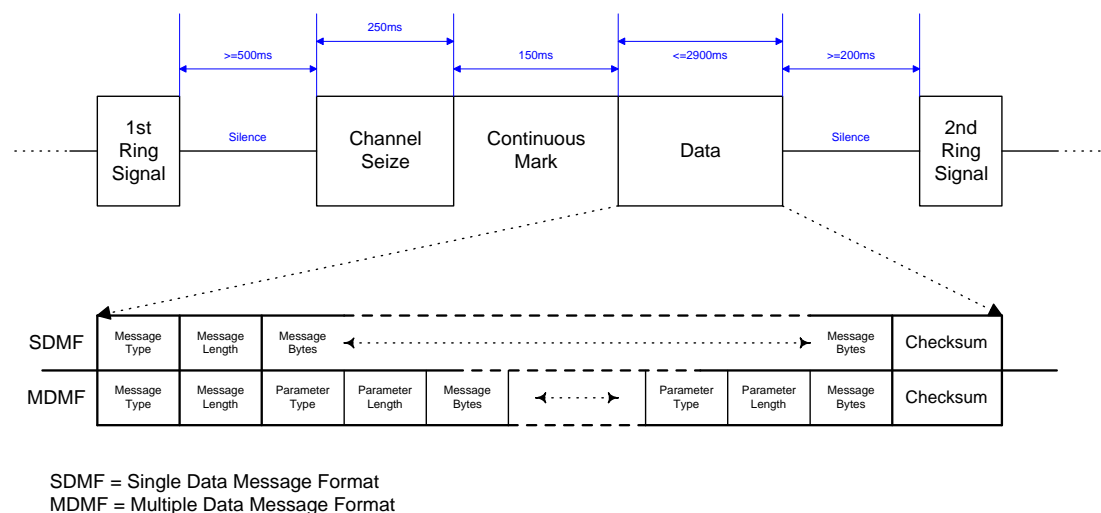 250ms
>=500ms
150ms
<=2900ms
>=200ms
1st
Ring
Signal
Silence
Channel
Seize
Continuous
Mark
Data
Silence
2nd
Ring
Signal
SDMF
Message
Type
Message
Length
Message
Bytes
Message
Bytes
Checksum
MDMF
Message
Type
Message
Length
Parameter
Type
Parameter
Length
Message
Bytes
Parameter
Type
Parameter
Length
Message
Bytes
Checksum
SDMF = Single Data Message Format
MDMF = Multiple Data Message Format